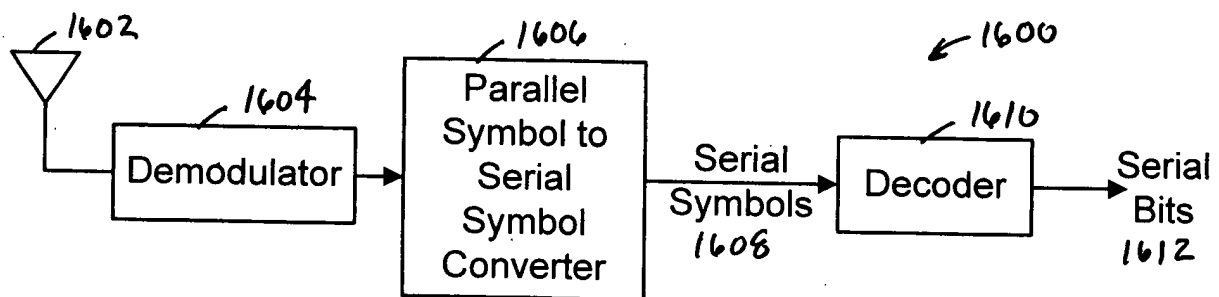 1602
1606
1600
1604
1610
Parallel
Symbol to
Serial
Symbol
Converter
Demodulator
Serial
Symbols
1608
Decoder
Serial
Bits
1612